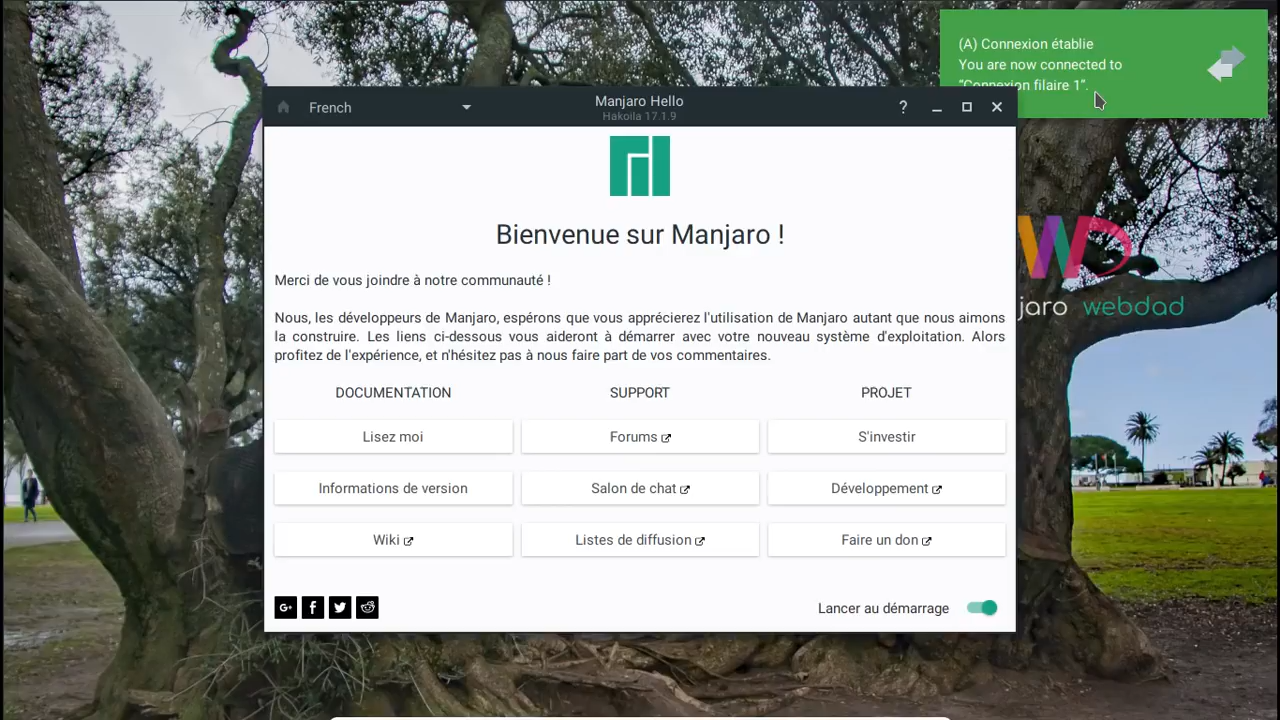 (A) Connexion établie
You are now connected to
"Connexion filaire 1".
French
Manjaro Hello
Hakoila 17.1.9
?
Bienvenue sur Manjaro !
Merci de vous joindre à notre communauté !
Nous, les développeurs de Manjaro, espérons que vous apprécierez l'utilisation de Manjaro autant que nous aimons
la construire. Les liens ci-dessous vous aideront à démarrer avec votre nouveau système d'exploitation. Alors
profitez de l'expérience, et n'hésitez pas à nous faire part de vos commentaires.
DOCUMENTATION
SUPPORT
PROJET
Lisez moi
Forums
S'investir
Informations de version
Salon de chat
Développement
Wiki
Listes de diffusion
Faire un don
G+
f
Lancer au démarrage
WD
jaro webdad